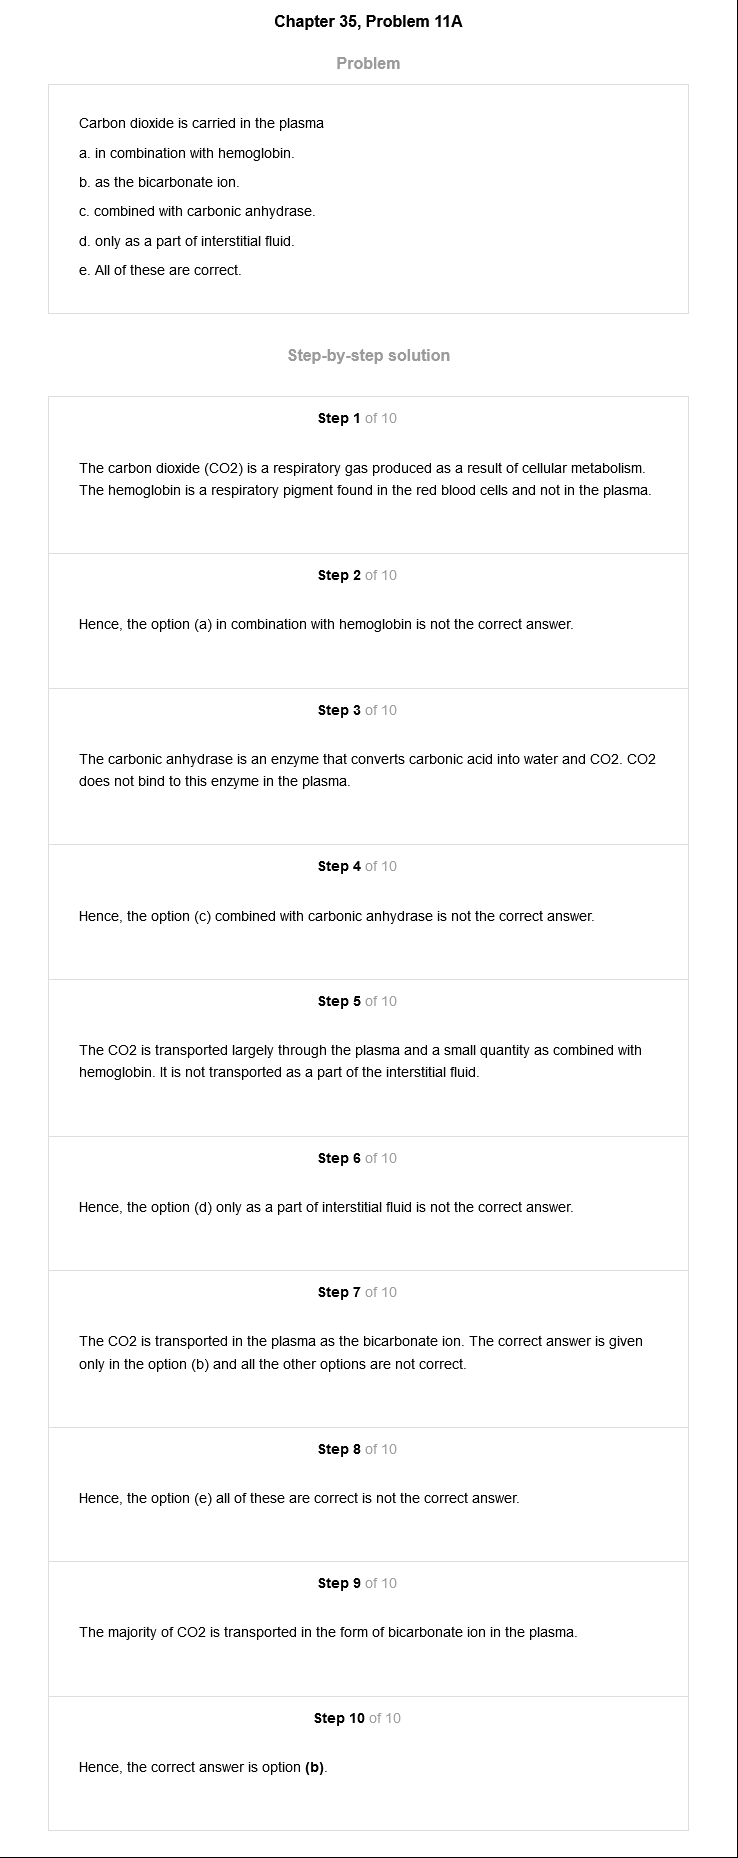 Chapter 35, Problem 11A
Problem
Carbon dioxide is carried in the plasma
a. in combination with hemoglobin.
b. as the bicarbonate ion.
c. combined with carbonic anhydrase.
d. only as a part of interstitial fluid.
e. All of these are correct.
Step-by-step solution
Step 1 of 10
The carbon dioxide (CO2) is a respiratory gas produced as a result of cellular metabolism.
The hemoglobin is a respiratory pigment found in the red blood cells and not in the plasma.
Step 2 of 10
Hence, the option (a) in combination with hemoglobin is not the correct answer.
Step 3 of 10
The carbonic anhydrase is an enzyme that converts carbonic acid into water and CO2. CO2
does not bind to this enzyme in the plasma.
Step 4 of 10
Hence, the option (c) combined with carbonic anhydrase is not the correct answer.
Step 5 of 10
The CO2 is transported largely through the plasma and a small quantity as combined with
hemoglobin. It is not transported as a part of the interstitial fluid.
Step 6 of 10
Hence, the option (d) only as a part of interstitial fluid is not the correct answer.
Step 7 of 10
The CO2 is transported in the plasma as the bicarbonate ion. The correct answer is given
only in the option (b) and all the other options are not correct.
Step 8 of 10
Hence, the option (e) all of these are correct is not the correct answer.
Step 9 of 10
The majority of CO2 is transported in the form of bicarbonate ion in the plasma.
Step 10 of 10
Hence, the correct answer is option (b).